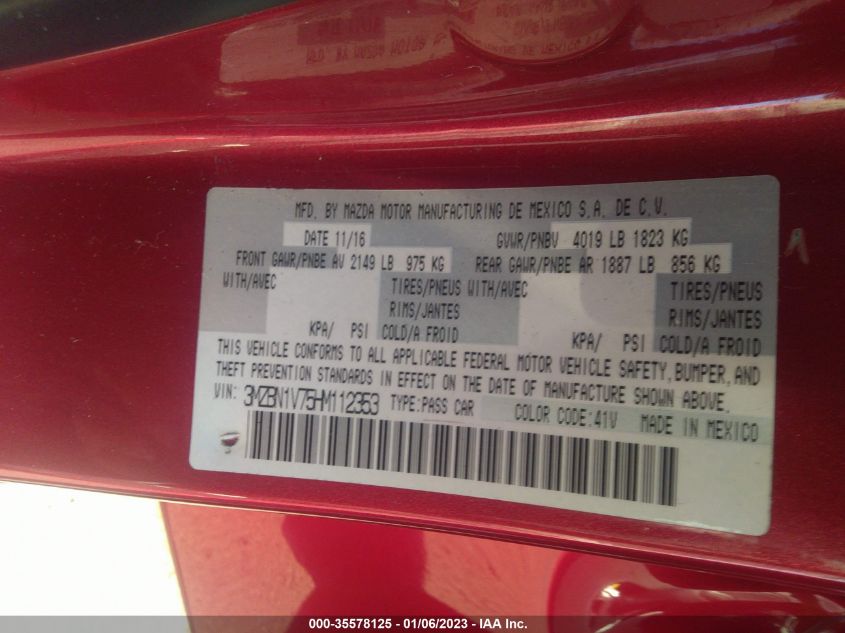 MFD. BY MAZDA MOTOR MANUFACTURING DE MEXICO S.A. DE C.V.
DATE 11/16 GVWR/PNBV 4019 LB 1823 KG
FRONT GAWR/PNBE AV 2149 LB 975 KG REAR GAWR/PNBE AR 1887 LB 856 KG
WITH/AVEC TIRES/PNEUS WITH/AVEC TIRES/PNEUS
RIMS/JANTES RIMS/JANTES
KPA/ PSI COLD/A FROID KPA/ PSI COLD/A FROID
THIS VEHICLE CONFORMS TO ALL APPLICABLE FEDERAL MOTOR VEHICLE SAFETY, BUMPER, AND
THEFT PREVENTION STANDARDS IN EFFECT ON THE DATE OF MANUFACTURE SHOWN ABOVE.
VIN: 3MZBN1V75HM112353 TYPE:PASS CAR COLOR CODE:41V MADE IN MEXICO
000-35578125 - 01/06/2023 - IAA Inc.